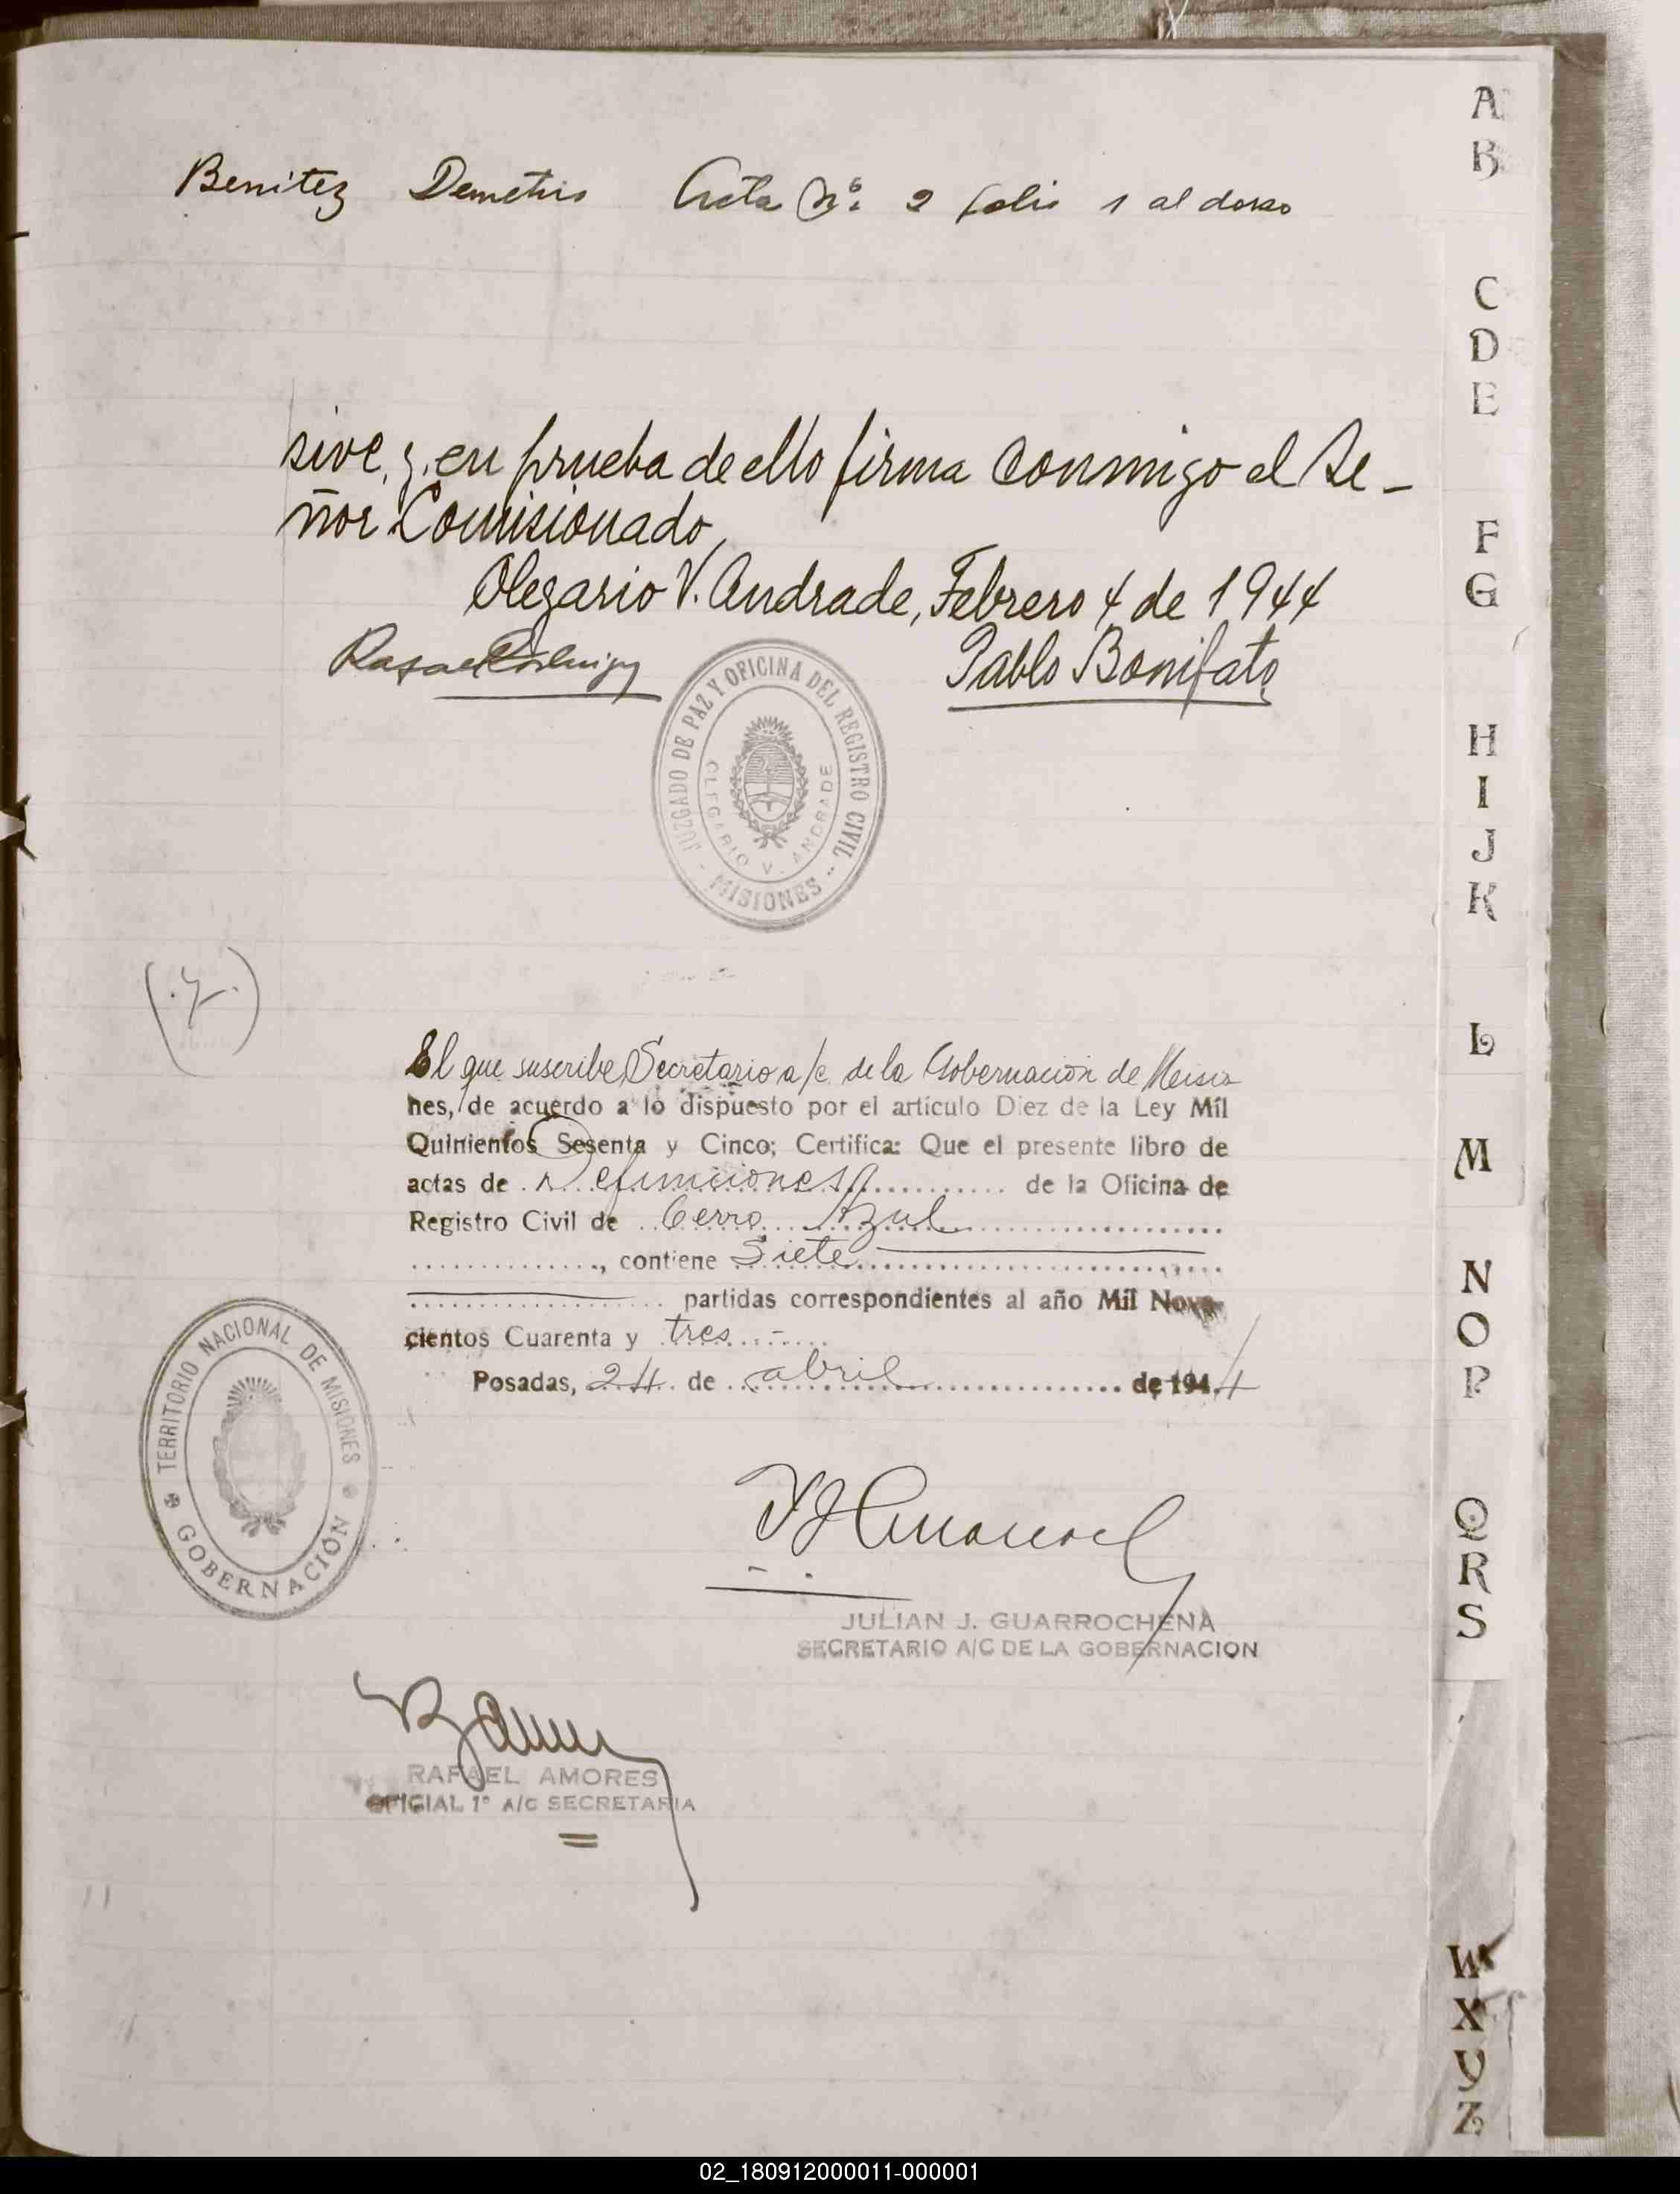 Benitez Demetrio Acta Nº 2 folio 1 al dorso
sive, y en prueba de ello firma conmigo el Se-
ñor Comisionado,
Olegario V. Andrade, Febrero 4 de 1944
Rafael
Pablo Bonifato
JUZGADO DE PAZ Y OFICINA DEL REGISTRO CIVIL
OLEGARIO V. ANDRADE
- MISIONES -
(.7.)
El que suscribe, Secretario a/c de la Gobernación de Misio
nes, de acuerdo a lo dispuesto por el artículo Diez de la Ley Mil
Quinientos Sesenta y Cinco; Certifica: Que el presente libro de
actas de Defunciones de la Oficina de
Registro Civil de Cerro Azul
, contiene Siete
partidas correspondientes al año Mil Nove
cientos Cuarenta y tres.-
Posadas, 24 de abril de 1944
TERRITORIO NACIONAL DE MISIONES
GOBERNACIÓN
JULIAN J. GUARROCHENA
SECRETARIO A/C DE LA GOBERNACION
RAFAEL AMORES
OFICIAL 1º A/C SECRETARIA
A
B
C
D
E
F
G
H
I
J
K
L
M
N
O
P
Q
R
S
W
X
Y
Z
02_180912000011-000001